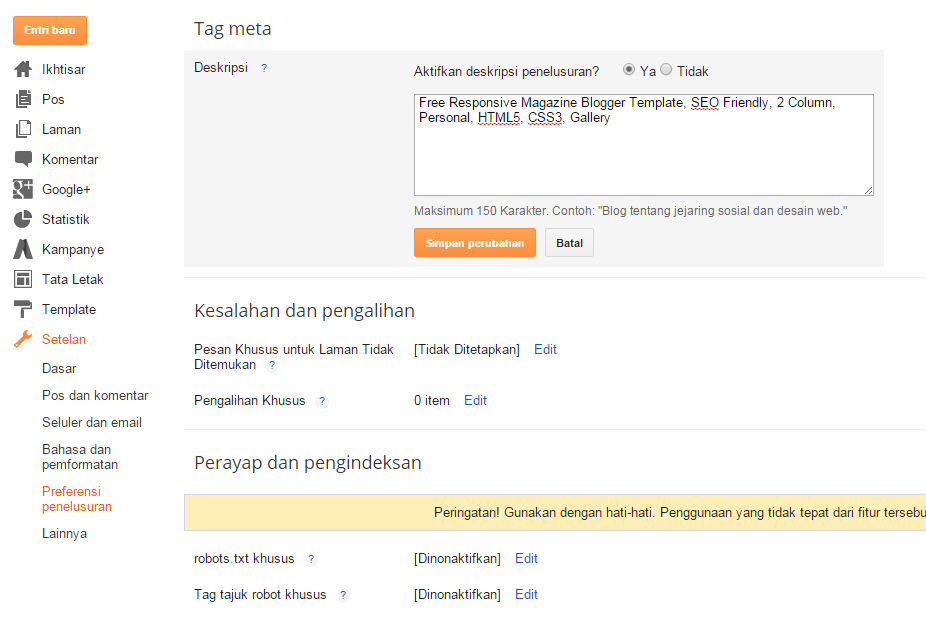 Entri baru
Ikhtisar
Pos
Laman
Komentar
Google+
Statistik
Kampanye
Tata Letak
Template
Setelan
Dasar
Pos dan komentar
Seluler dan email
Bahasa dan
pemformatan
Preferensi
penelusuran
Lainnya
Tag meta
Deskripsi ?
Aktifkan deskripsi penelusuran? Ya Tidak
Free Responsive Magazine Blogger Template, SEO Friendly, 2 Column,
Personal, HTML5, CSS3, Gallery
Maksimum 150 Karakter. Contoh: "Blog tentang jejaring sosial dan desain web."
Simpan perubahan Batal
Kesalahan dan pengalihan
Pesan Khusus untuk Laman Tidak [Tidak Ditetapkan] Edit
Ditemukan ?
Pengalihan Khusus ? 0 item Edit
Perayap dan pengindeksan
Peringatan! Gunakan dengan hati-hati. Penggunaan yang tidak tepat dari fitur tersebu
robots.txt khusus ? [Dinonaktifkan] Edit
Tag tajuk robot khusus ? [Dinonaktifkan] Edit